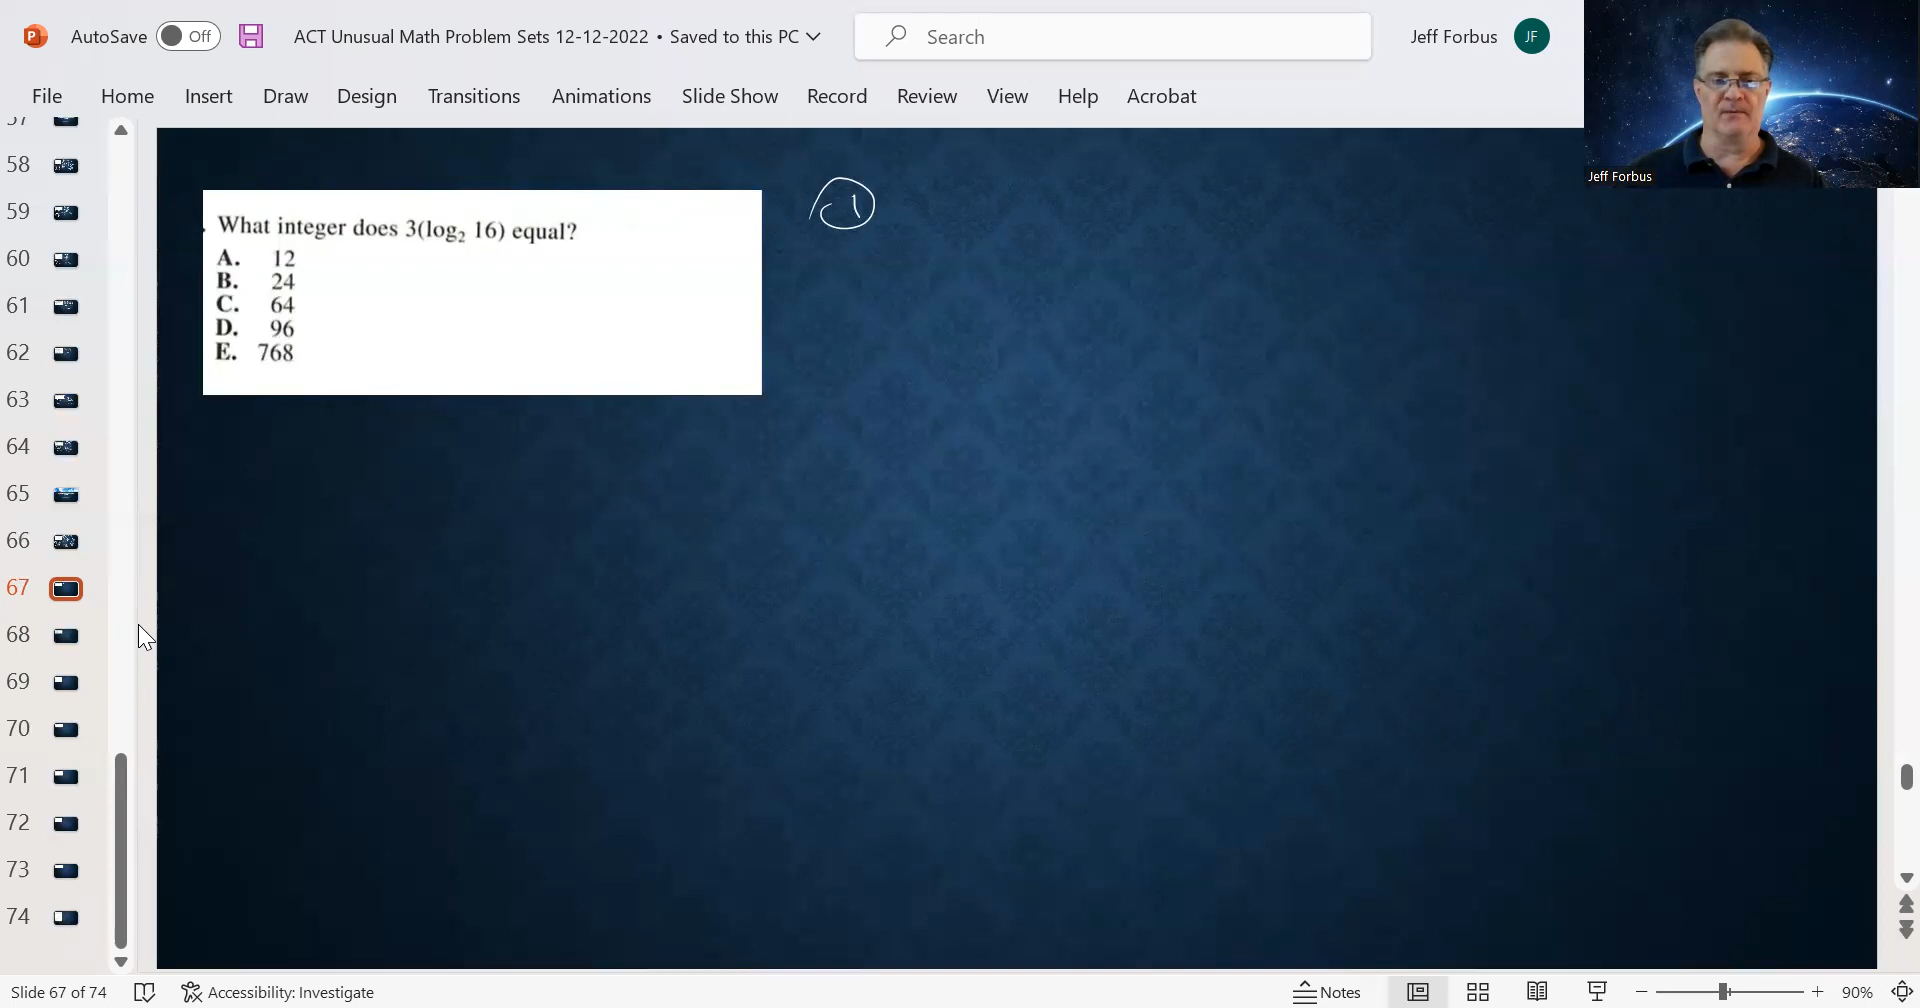 AutoSave Off ACT Unusual Math Problem Sets 12-12-2022 • Saved to this PC Search Jeff Forbus JF
File Home Insert Draw Design Transitions Animations Slide Show Record Review View Help Acrobat
Jeff Forbus
57
58
59
60
61
62
63
64
65
66
67
68
69
70
71
72
73
74
1
What integer does 3(log₂ 16) equal?
A. 12
B. 24
C. 64
D. 96
E. 768
Slide 67 of 74 Accessibility: Investigate Notes 90%